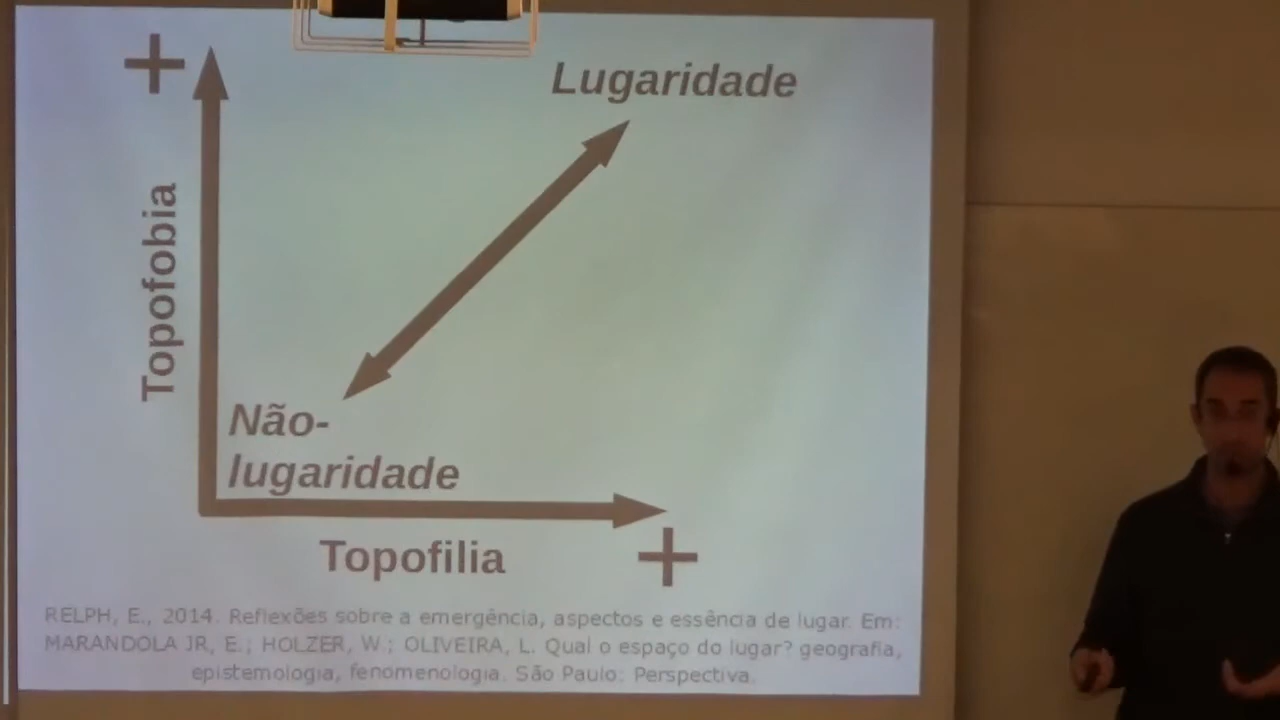 +
Lugaridade
Topofobia
Não-
lugaridade
Topofilia
+
RELPH, E., 2014. Reflexões sobre a emergência, aspectos e essência de lugar. Em:
MARANDOLA JR, E.; HOLZER, W.; OLIVEIRA, L. Qual o espaço do lugar? geografia,
epistemologia, fenomenologia. São Paulo: Perspectiva.